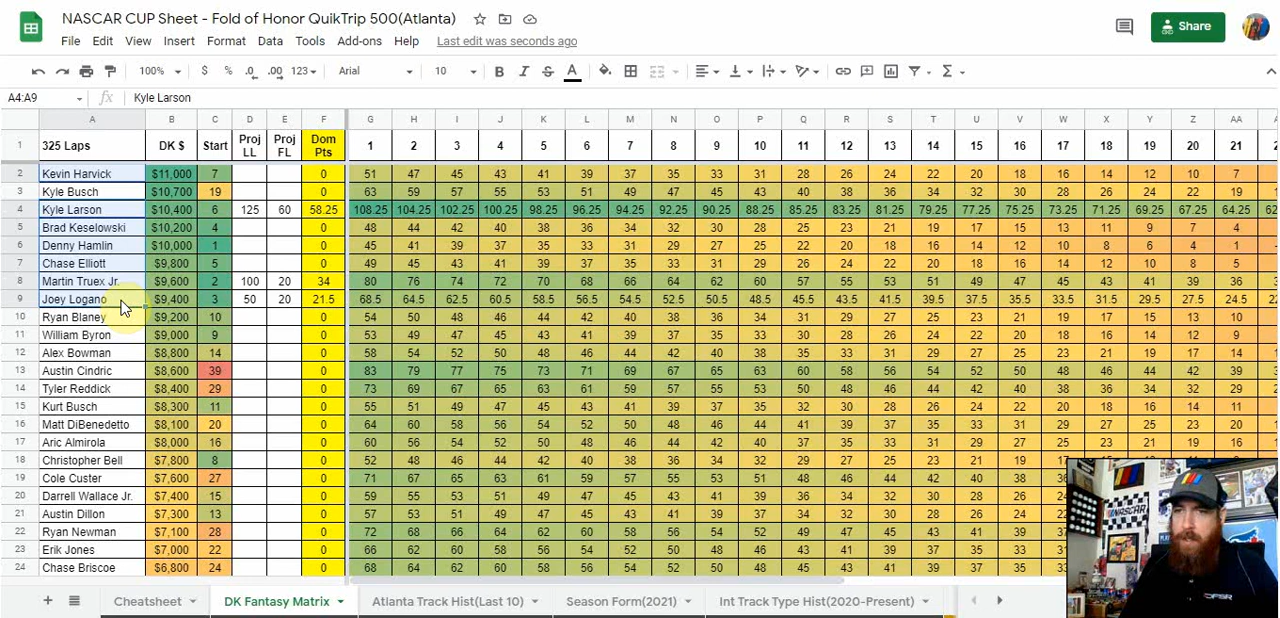 NASCAR CUP Sheet - Fold of Honor QuikTrip 500(Atlanta)
File Edit View Insert Format Data Tools Add-ons Help Last edit was seconds ago
Share
100% $ % .0 .00 123 Arial 10 B I S A
A4:A9 fx Kyle Larson
A B C D E F G H I J K L M N O P Q R S T U V W X Y Z AA
1 325 Laps DK $ Start Proj LL Proj FL Dom Pts 1 2 3 4 5 6 7 8 9 10 11 12 13 14 15 16 17 18 19 20 21
2 Kevin Harvick $11,000 7 0 51 47 45 43 41 39 37 35 33 31 28 26 24 22 20 18 16 14 12 10 7
3 Kyle Busch $10,700 19 0 63 59 57 55 53 51 49 47 45 43 40 38 36 34 32 30 28 26 24 22 19
4 Kyle Larson $10,400 6 125 60 58.25 108.25 104.25 102.25 100.25 98.25 96.25 94.25 92.25 90.25 88.25 85.25 83.25 81.25 79.25 77.25 75.25 73.25 71.25 69.25 67.25 64.25 62
5 Brad Keselowski $10,200 4 0 48 44 42 40 38 36 34 32 30 28 25 23 21 19 17 15 13 11 9 7 4
6 Denny Hamlin $10,000 1 0 45 41 39 37 35 33 31 29 27 25 22 20 18 16 14 12 10 8 6 4 1
7 Chase Elliott $9,800 5 0 49 45 43 41 39 37 35 33 31 29 26 24 22 20 18 16 14 12 10 8 5
8 Martin Truex Jr. $9,600 2 100 20 34 80 76 74 72 70 68 66 64 62 60 57 55 53 51 49 47 45 43 41 39 36
9 Joey Logano $9,400 3 50 20 21.5 68.5 64.5 62.5 60.5 58.5 56.5 54.5 52.5 50.5 48.5 45.5 43.5 41.5 39.5 37.5 35.5 33.5 31.5 29.5 27.5 24.5 22
10 Ryan Blaney $9,200 10 0 54 50 48 46 44 42 40 38 36 34 31 29 27 25 23 21 19 17 15 13 10
11 William Byron $9,000 9 0 53 49 47 45 43 41 39 37 35 33 30 28 26 24 22 20 18 16 14 12 9
12 Alex Bowman $8,800 14 0 58 54 52 50 48 46 44 42 40 38 35 33 31 29 27 25 23 21 19 17 14
13 Austin Cindric $8,600 39 0 83 79 77 75 73 71 69 67 65 63 60 58 56 54 52 50 48 46 44 42 39
14 Tyler Reddick $8,400 29 0 73 69 67 65 63 61 59 57 55 53 50 48 46 44 42 40 38 36 34 32 29
15 Kurt Busch $8,300 11 0 55 51 49 47 45 43 41 39 37 35 32 30 28 26 24 22 20 18 16 14 11
16 Matt DiBenedetto $8,100 20 0 64 60 58 56 54 52 50 48 46 44 41 39 37 35 33 31 29 27 25 23 20
17 Aric Almirola $8,000 16 0 60 56 54 52 50 48 46 44 42 40 37 35 33 31 29 27 25 23 21 19 16
18 Christopher Bell $7,800 8 0 52 48 46 44 42 40 38 36 34 32 29 27 25 23 21 19 17
19 Cole Custer $7,600 27 0 71 67 65 63 61 59 57 55 53 51 48 46 44 42 40 38 36
20 Darrell Wallace Jr. $7,400 15 0 59 55 53 51 49 47 45 43 41 39 36 34 32 30 28 26
21 Austin Dillon $7,300 13 0 57 53 51 49 47 45 43 41 39 37 34 32 30 28 26 24
22 Ryan Newman $7,100 28 0 72 68 66 64 62 60 58 56 54 52 49 47 45 43 41 39
23 Erik Jones $7,000 22 0 66 62 60 58 56 54 52 50 48 46 43 41 39 37 35 33
24 Chase Briscoe $6,800 24 0 68 64 62 60 58 56 54 52 50 48 45 43 41 39 37 35
NASCAR
Cheatsheet DK Fantasy Matrix Atlanta Track Hist(Last 10) Season Form(2021) Int Track Type Hist(2020-Present)